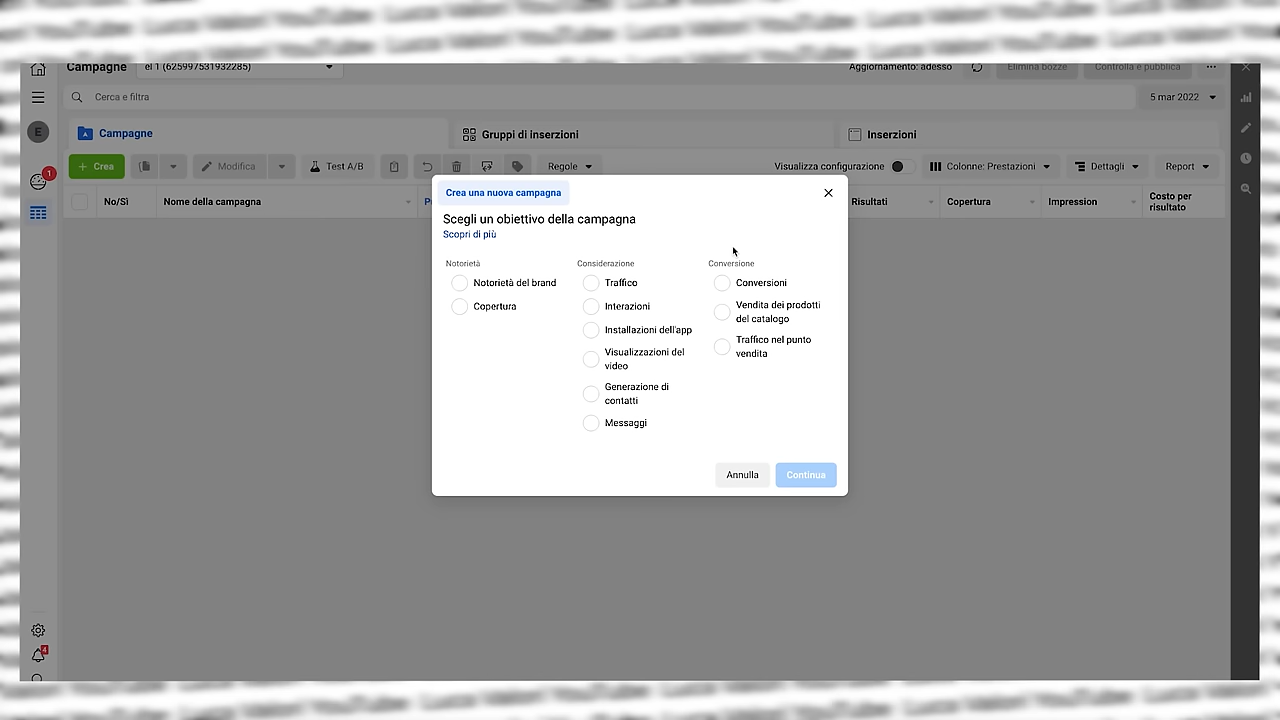 Campagne
el 1 (625997531932285)
Aggiornamento: adesso
Elimina bozze
Controlla e pubblica
Cerca e filtra
5 mar 2022
E
Campagne
Gruppi di inserzioni
Inserzioni
1
+ Crea
Modifica
Test A/B
Regole
Visualizza configurazione
Colonne: Prestazioni
Dettagli
Report
No/Sì
Nome della campagna
Risultati
Copertura
Impression
Costo per
risultato
Crea una nuova campagna
Scegli un obiettivo della campagna
Scopri di più
Notorietà
Considerazione
Conversione
Notorietà del brand
Copertura
Traffico
Interazioni
Installazioni dell'app
Visualizzazioni del
video
Generazione di
contatti
Messaggi
Conversioni
Vendita dei prodotti
del catalogo
Traffico nel punto
vendita
Annulla
Continua
4